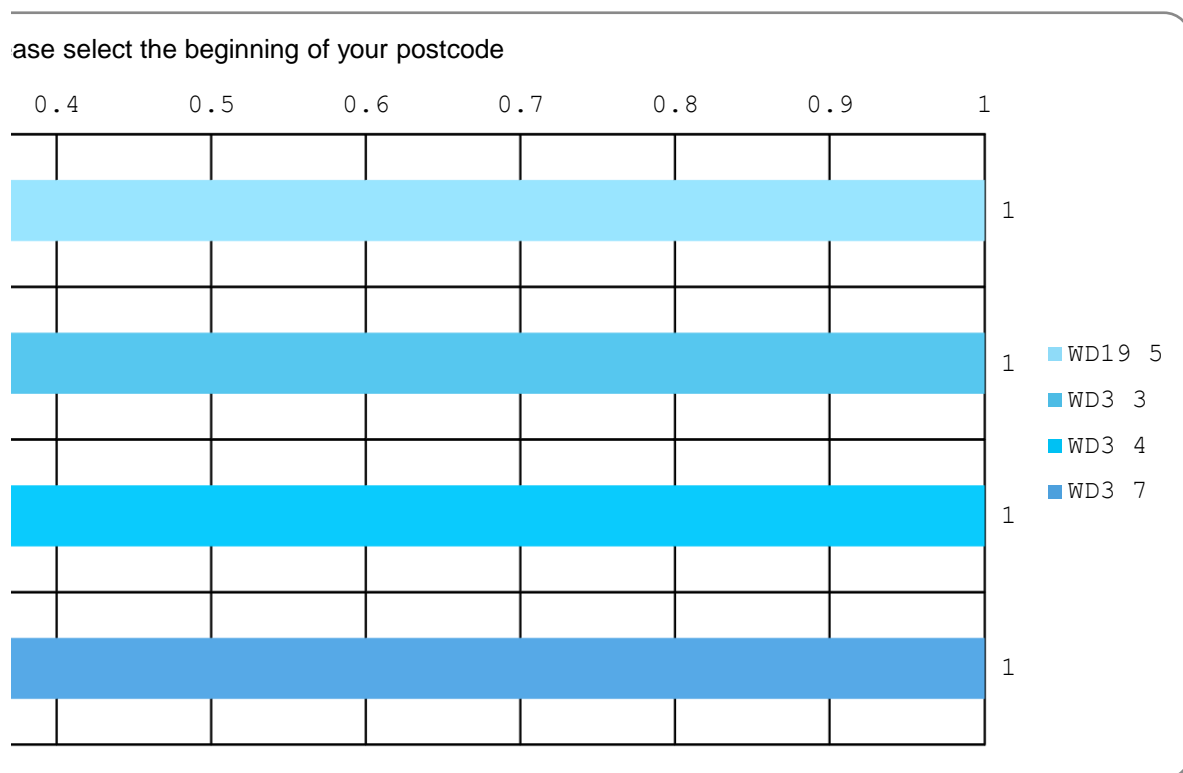 ase select the beginning of your postcode
0.4 0.5 0.6 0.7 0.8 0.9 1
1
1
1
1
WD19 5
WD3 3
WD3 4
WD3 7